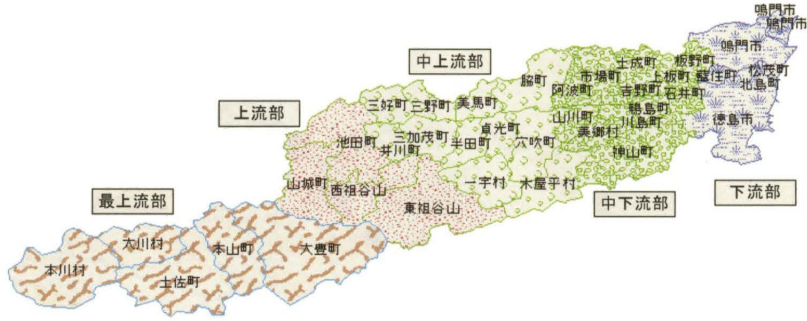 鳴門市
鳴門市
鳴門市
中上流部
土成町
板野町
松茂町
脇町
市場町
上板町
藍住町
北島町
阿波町
吉野町
石井町
上流部
三好町
三野町
美馬町
鴨島町
山川町
川島町
徳島市
池田町
三加茂町
貞光町
美郷村
井川町
半田町
穴吹町
神山町
山城町
西祖谷山
一宇村
木屋平村
下流部
最上流部
東祖谷山
中下流部
大川村
本山町
大豊町
本川村
土佐町